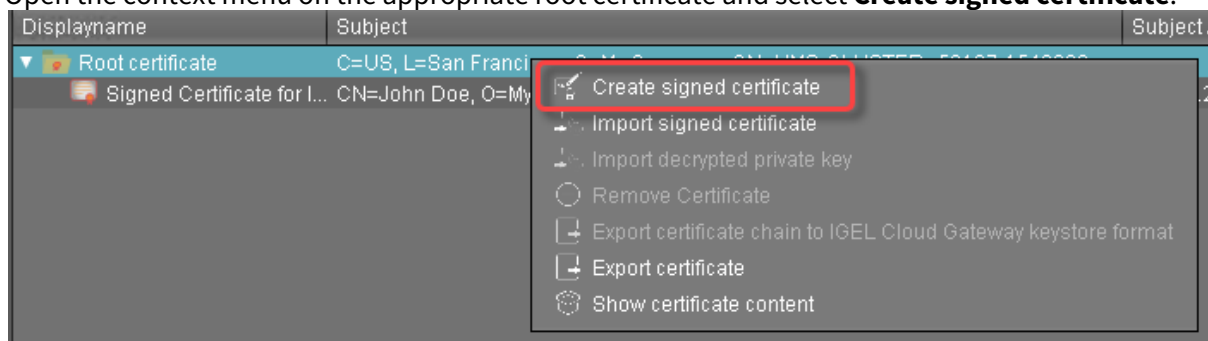 Open the context menu on the appropriate root certificate and select Create signed certificate.
Displayname Subject Subject
Root certificate C=US, L=San Franci
Signed Certificate for I... CN=John Doe, O=My
Create signed certificate
Import signed certificate
Import decrypted private key
Remove Certificate
Export certificate chain to IGEL Cloud Gateway keystore format
Export certificate
Show certificate content